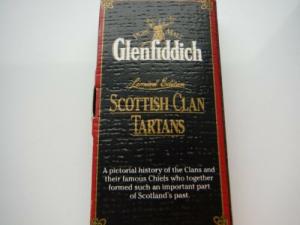 Glenfiddich
Limited Edition
SCOTTISH CLAN
TARTANS
A pictorial history of the Clans and
their famous Chiefs who together
formed such an important part
of Scotland's past.